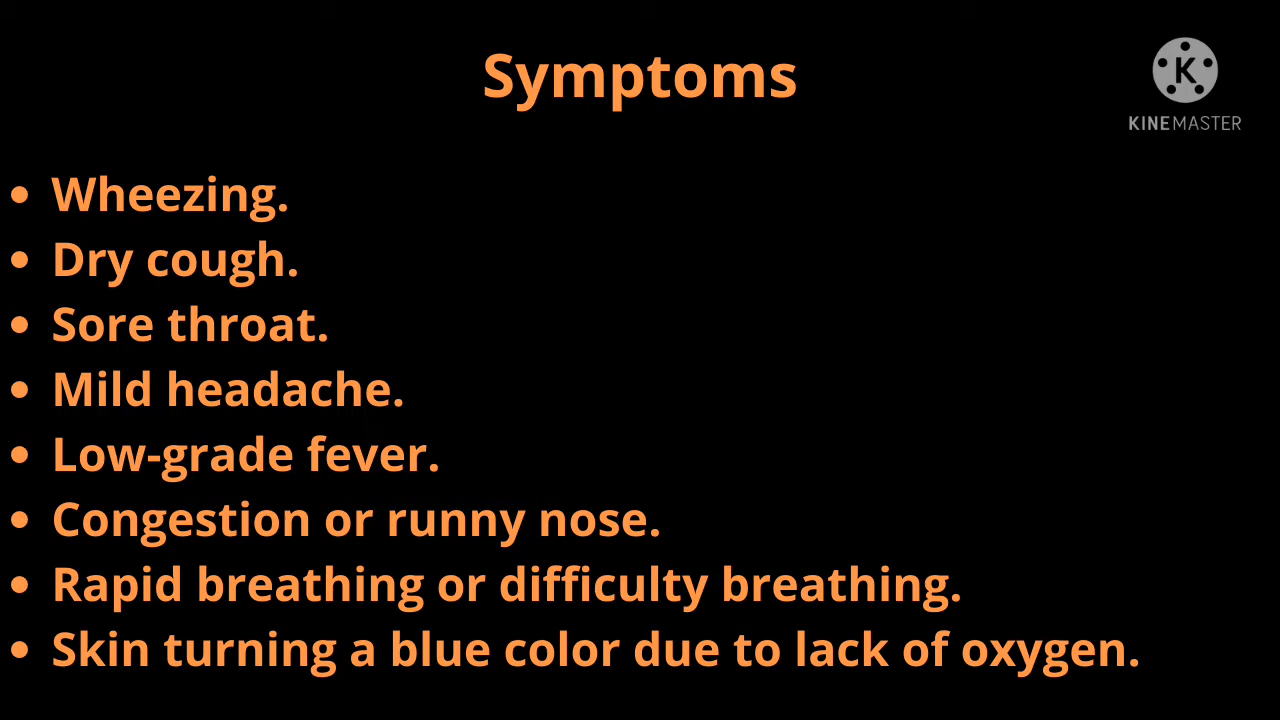 Symptoms
KINEMASTER
• Wheezing.
• Dry cough.
• Sore throat.
• Mild headache.
• Low-grade fever.
• Congestion or runny nose.
• Rapid breathing or difficulty breathing.
• Skin turning a blue color due to lack of oxygen.